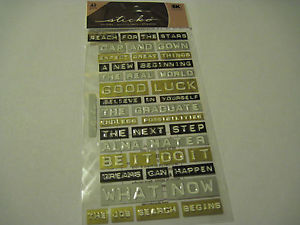 sticko
EK
REACH FOR THE STARS
CAP AND GOWN
EXPECT GREAT THINGS
A NEW BEGINNING
THE REAL WORLD
GOOD LUCK
BELIEVE IN YOURSELF
THE GRADUATE
ENDLESS POSSIBILITIES
THE NEXT STEP
ALMA MATER
BE IT DO IT
DREAMS CAN HAPPEN
WHAT NOW
THE JOB SEARCH BEGINS